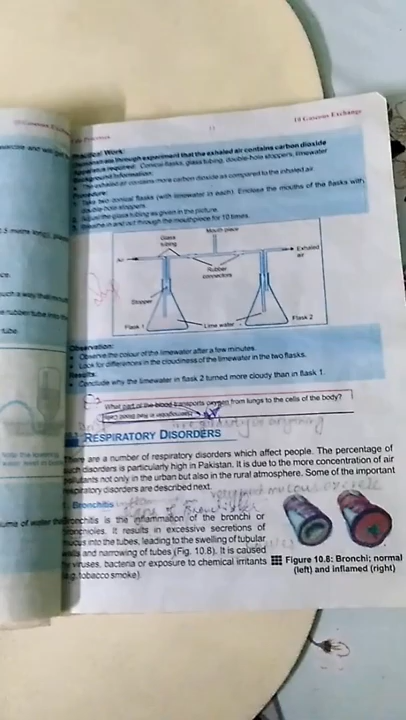 10 Gaseous Exchange
11
10 Gaseous Exchange
Practical Work:
Demonstrate through experiment that the exhaled air contains carbon dioxide
Apparatus required: Conical flasks, glass tubing, double-hole stoppers, limewater
Background information:
• The exhaled air contains more carbon dioxide as compared to the inhaled air.
Procedure:
1. Take two conical flasks (with limewater in each). Enclose the mouths of the flasks with
double-hole stoppers.
2. Adjust the glass tubing as given in the picture.
3. Breathe in and out through the mouthpiece for 10 times.
Mouth piece
Glass
tubing
Air
Exhaled
air
Rubber
connectors
Stopper
Flask 1
Lime water
Flask 2
Observation:
• Observe the colour of the limewater after a few minutes.
• Look for differences in the cloudiness of the limewater in the two flasks.
Results:
• Conclude why the limewater in flask 2 turned more cloudy than in flask 1.
What part of the blood transports oxygen from lungs to the cells of the body?
RESPIRATORY DISORDERS
There are a number of respiratory disorders which affect people. The percentage of
such disorders is particularly high in Pakistan. It is due to the more concentration of air
pollutants not only in the urban but also in the rural atmosphere. Some of the important
respiratory disorders are described next.
Bronchitis
Bronchitis is the inflammation of the bronchi or
bronchioles. It results in excessive secretions of
mucus into the tubes, leading to the swelling of tubular
walls and narrowing of tubes (Fig. 10.8). It is caused
by viruses, bacteria or exposure to chemical irritants
(e.g. tobacco smoke).
Figure 10.8: Bronchi; normal
(left) and inflamed (right)